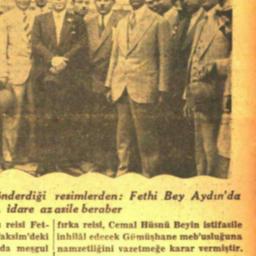 önderdiği resimlerden: Fethi Bey Aydın'da
idare azasile beraber
reisi Fet-
aksim'deki
da meşgul
fırka reisi, Cemal Hüsnü Beyin istifasile
inhilâl edecek Gümüşhane meb'usluğuna
namzetliğini vazetmeğe karar vermiştir.